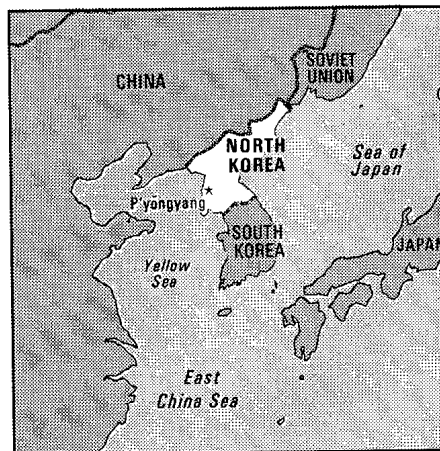 SOVIET
UNION
CHINA
NORTH
KOREA
Sea of
Japan
P'yongyang
SOUTH
KOREA
JAPAN
Yellow
Sea
East
China Sea